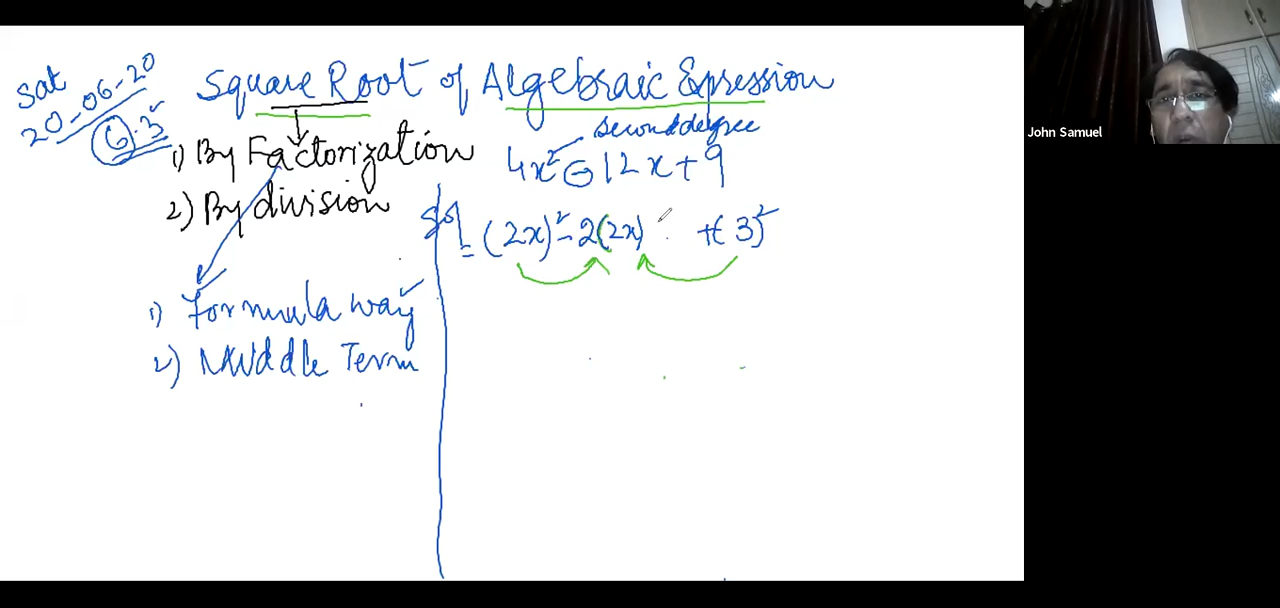 Sat
20-06-20
6.3
Square Root of Algebraic Expression
1) By Factorization
2) By division
second degree
4x² - 12x + 9
Sol
= (2x)² - 2(2x) + (3)²
1) Formula way
2) Middle Term
John Samuel